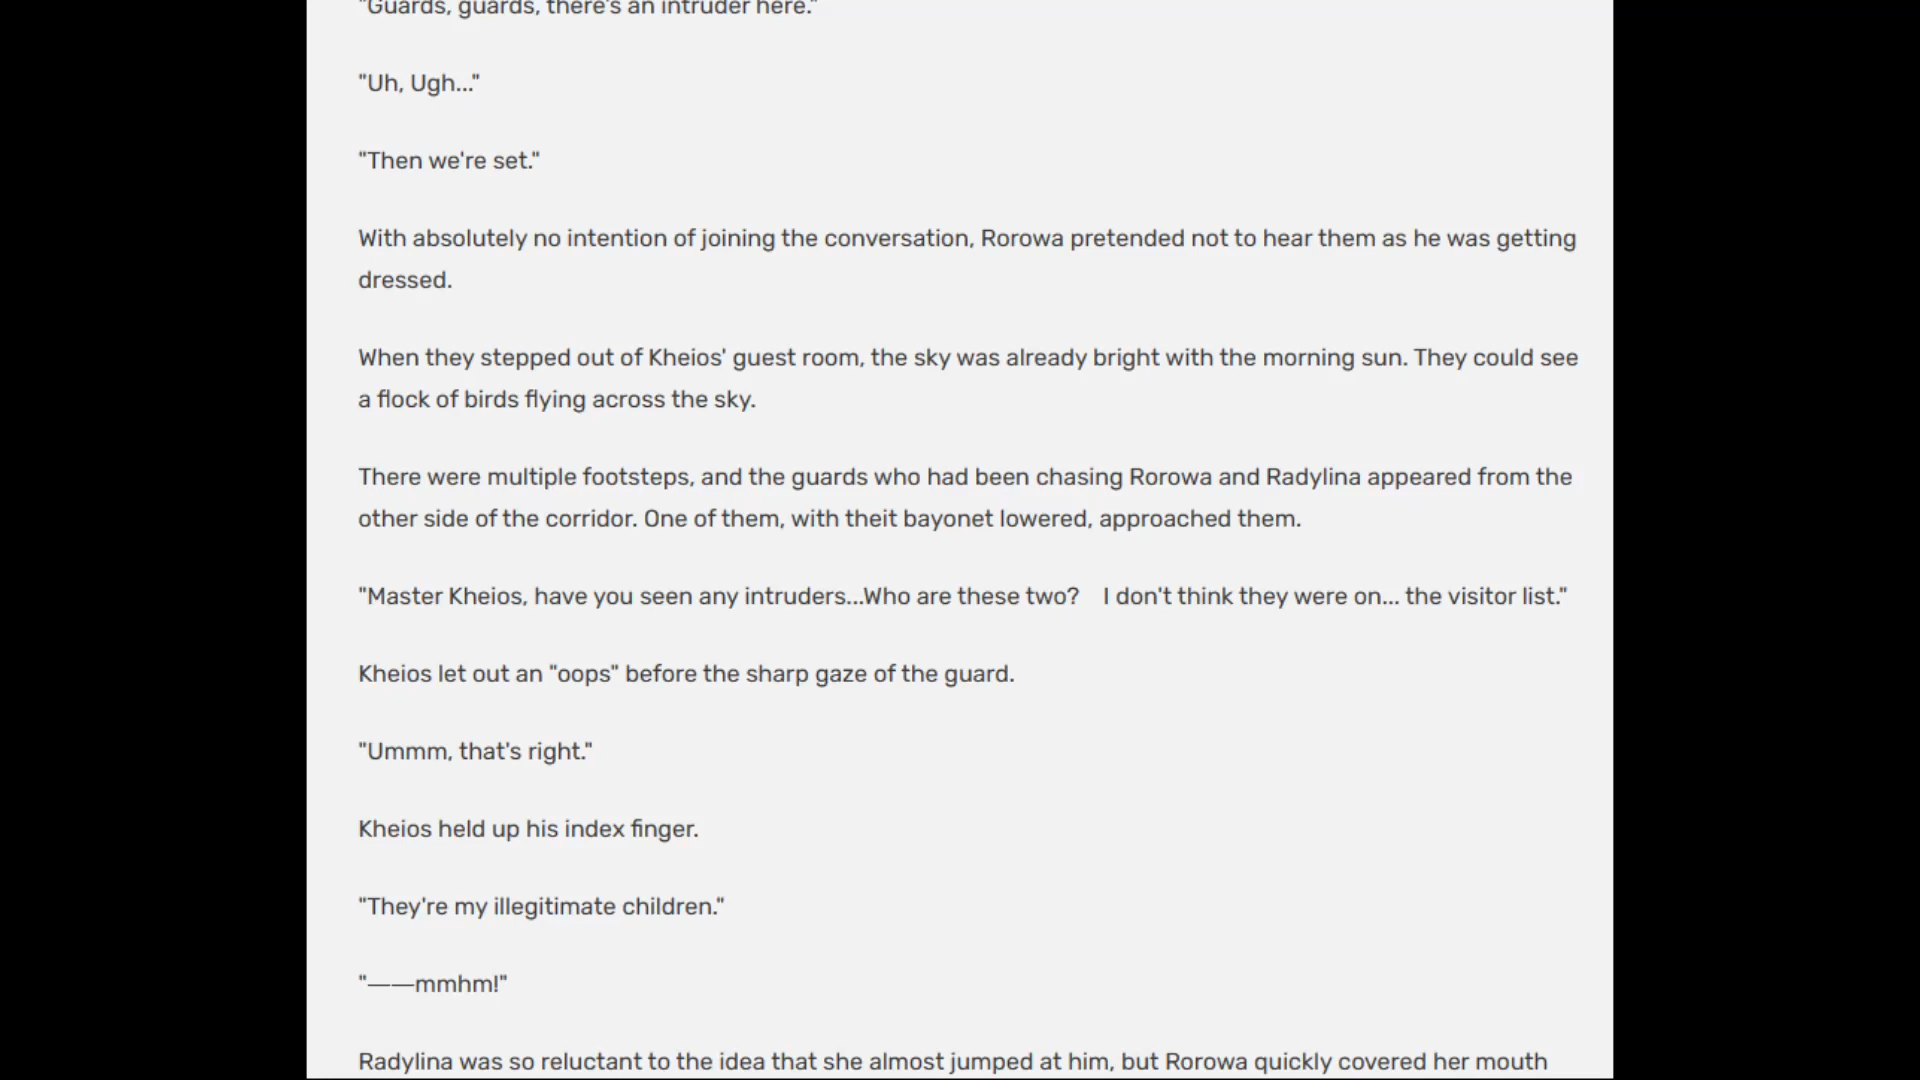 "Guards, guards, there's an intruder here."
"Uh, Ugh..."
"Then we're set."
With absolutely no intention of joining the conversation, Rorowa pretended not to hear them as he was getting
dressed.
When they stepped out of Kheios' guest room, the sky was already bright with the morning sun. They could see
a flock of birds flying across the sky.
There were multiple footsteps, and the guards who had been chasing Rorowa and Radylina appeared from the
other side of the corridor. One of them, with theit bayonet lowered, approached them.
"Master Kheios, have you seen any intruders...Who are these two?　I don't think they were on... the visitor list."
Kheios let out an "oops" before the sharp gaze of the guard.
"Ummm, that's right."
Kheios held up his index finger.
"They're my illegitimate children."
"——mmhm!"
Radylina was so reluctant to the idea that she almost jumped at him, but Rorowa quickly covered her mouth